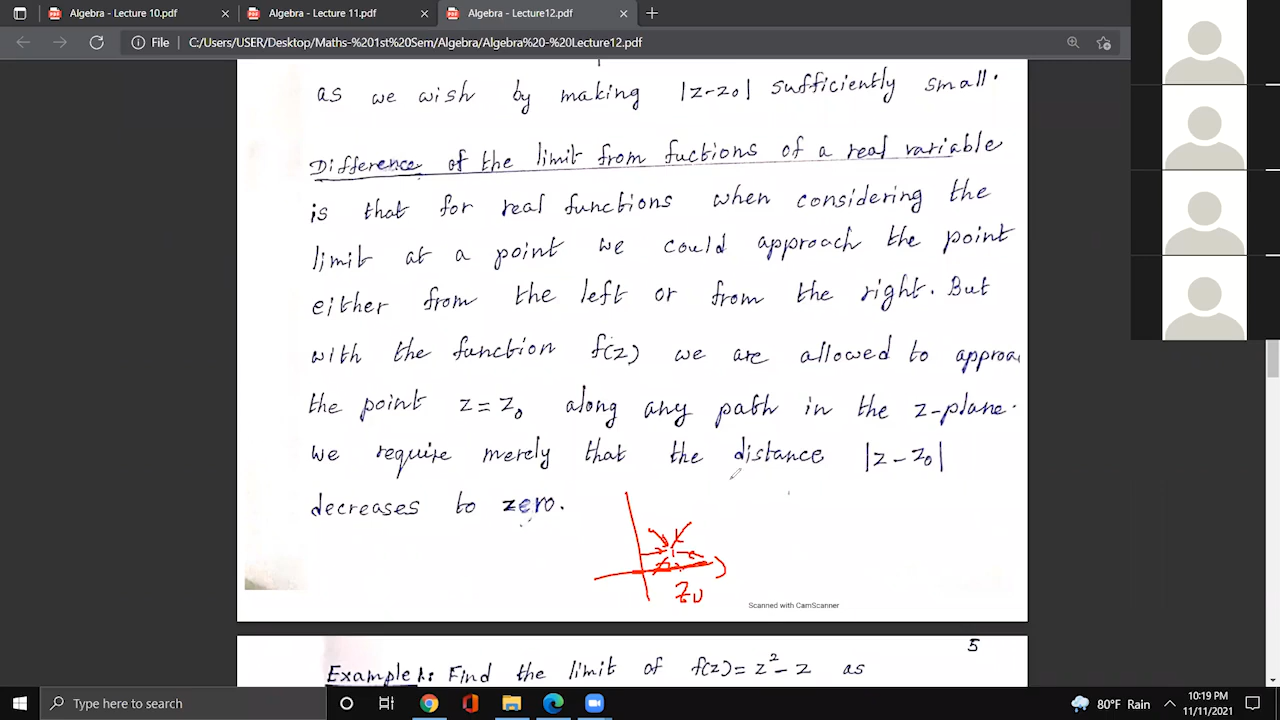 Algebra - Lecture 10.pdf
Algebra - Lecture 11.pdf
Algebra - Lecture12.pdf
File
C:/Users/USER/Desktop/Maths-%201st%20Sem/Algebra/Algebra%20-%20Lecture12.pdf
as we wish by making |z-z0| sufficiently small.
Difference of the limit from fuctions of a real variable
is that for real functions when considering the
limit at a point we could approach the point
either from the left or from the right. But
with the function f(z) we are allowed to approa
the point z = z0 along any path in the z-plane.
we require merely that the distance |z - z0|
decreases to zero.
z0
Scanned with CamScanner
5
Example 1: Find the limit of f(z) = z² - z as
Type here to search
80°F Rain
10:19 PM
11/11/2021